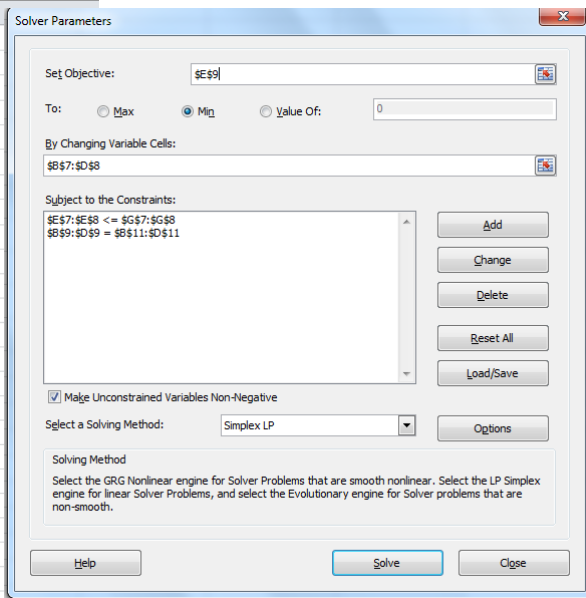 Solver Parameters
Set Objective: $E$9
To: Max Min Value Of: 0
By Changing Variable Cells:
$B$7:$D$8
Subject to the Constraints:
$E$7:$E$8 <= $G$7:$G$8
$B$9:$D$9 = $B$11:$D$11
Add
Change
Delete
Reset All
Load/Save
Make Unconstrained Variables Non-Negative
Select a Solving Method: Simplex LP Options
Solving Method
Select the GRG Nonlinear engine for Solver Problems that are smooth nonlinear. Select the LP Simplex
engine for linear Solver Problems, and select the Evolutionary engine for Solver problems that are
non-smooth.
Help Solve Close